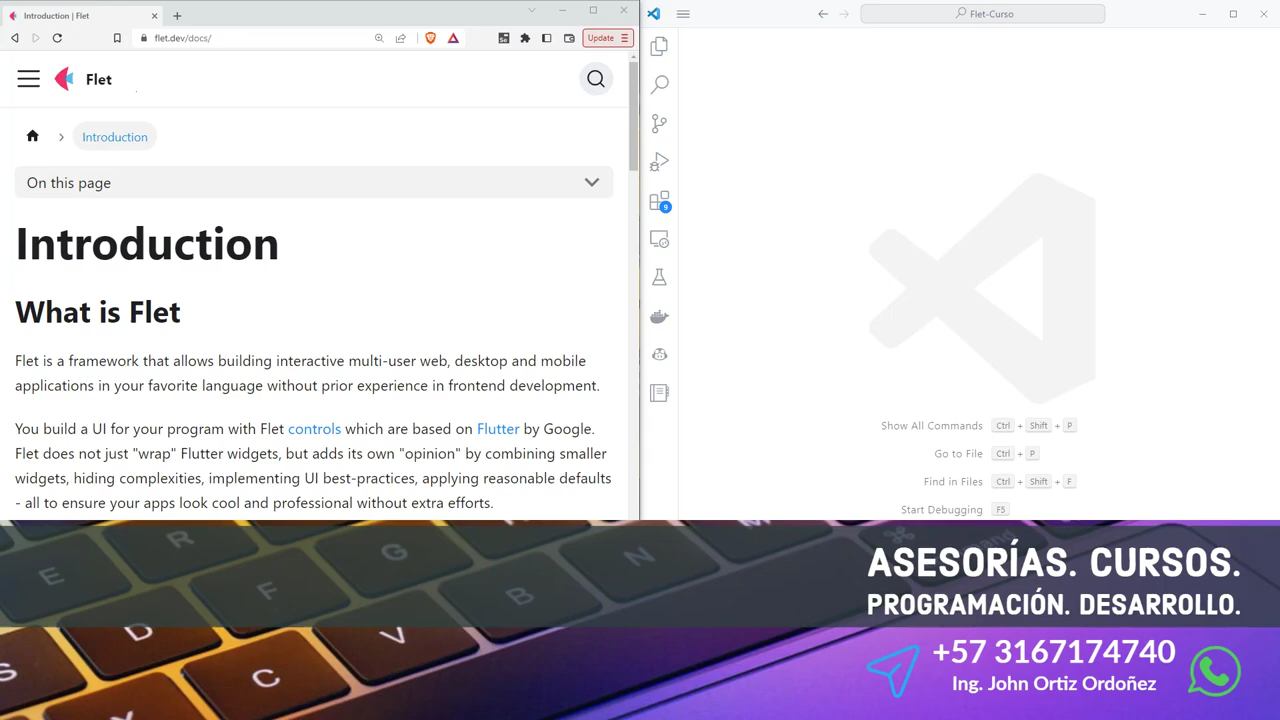 Introduction | Flet
flet.dev/docs/
Update
Flet
Introduction
On this page
Introduction
What is Flet
Flet is a framework that allows building interactive multi-user web, desktop and mobile
applications in your favorite language without prior experience in frontend development.
You build a UI for your program with Flet controls which are based on Flutter by Google.
Flet does not just "wrap" Flutter widgets, but adds its own "opinion" by combining smaller
widgets, hiding complexities, implementing UI best-practices, applying reasonable defaults
- all to ensure your apps look cool and professional without extra efforts.
Flet-Curso
9
Show All Commands Ctrl + Shift + P
Go to File Ctrl + P
Find in Files Ctrl + Shift + F
Start Debugging F5
E R F G B N M
S D C V
ASESORÍAS. CURSOS.
PROGRAMACIÓN. DESARROLLO.
+57 3167174740
Ing. John Ortiz Ordoñez